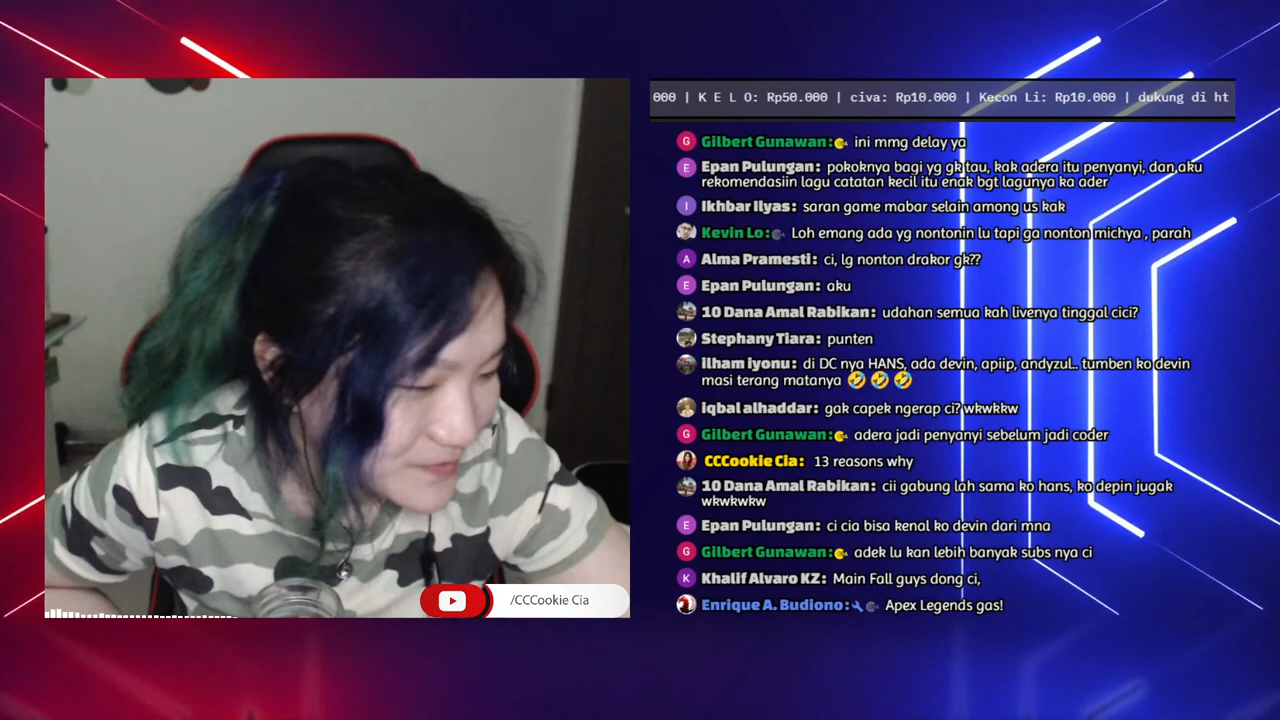 000 | K E L O: Rp50.000 | civa: Rp10.000 | Kecon Li: Rp10.000 | dukung di ht
G Gilbert Gunawan: ini mmg delay ya
E Epan Pulungan: pokoknya bagi yg gk tau, kak adera itu penyanyi, dan aku
rekomendasiin lagu catatan kecil itu enak bgt lagunya ka ader
I Ikhbar Ilyas: saran game mabar selain among us kak
Kevin Lo: Loh emang ada yg nontonin lu tapi ga nonton michya , parah
A Alma Pramesti: ci, lg nonton drakor gk??
E Epan Pulungan: aku
10 Dana Amal Rabikan: udahan semua kah livenya tinggal cici?
Stephany Tiara: punten
ilham iyonu: di DC nya HANS, ada devin, apiip, andyzul.. tumben ko devin
masi terang matanya 🤣 🤣 🤣
iqbal alhaddar: gak capek ngerap ci? wkwkkw
G Gilbert Gunawan: adera jadi penyanyi sebelum jadi coder
CCCookie Cia: 13 reasons why
10 Dana Amal Rabikan: cii gabung lah sama ko hans, ko depin jugak
wkwkwkw
E Epan Pulungan: ci cia bisa kenal ko devin dari mna
G Gilbert Gunawan: adek lu kan lebih banyak subs nya ci
K Khalif Alvaro KZ: Main Fall guys dong ci,
Enrique A. Budiono: Apex Legends gas!
/CCCookie Cia